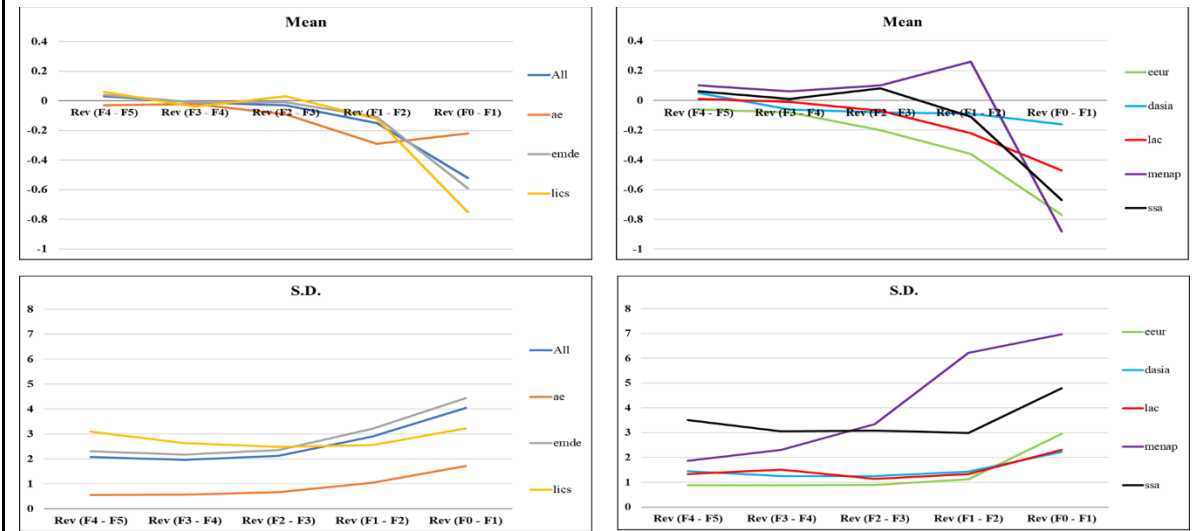 Mean
0.4
0.2
0
-0.2
-0.4
-0.6
-0.8
-1
Rev (F4 - F5) Rev (F3 - F4) Rev (F2 - F3) Rev (F1 - F2) Rev (F0 - F1)
All
ae
emde
lics
Mean
0.4
0.2
0
-0.2
-0.4
-0.6
-0.8
-1
Rev (F4 - F5) Rev (F3 - F4) Rev (F2 - F3) Rev (F1 - F2) Rev (F0 - F1)
eeur
dasia
lac
menap
ssa
S.D.
8
7
6
5
4
3
2
1
0
Rev (F4 - F5) Rev (F3 - F4) Rev (F2 - F3) Rev (F1 - F2) Rev (F0 - F1)
All
ae
emde
lics
S.D.
8
7
6
5
4
3
2
1
0
Rev (F4 - F5) Rev (F3 - F4) Rev (F2 - F3) Rev (F1 - F2) Rev (F0 - F1)
eeur
dasia
lac
menap
ssa